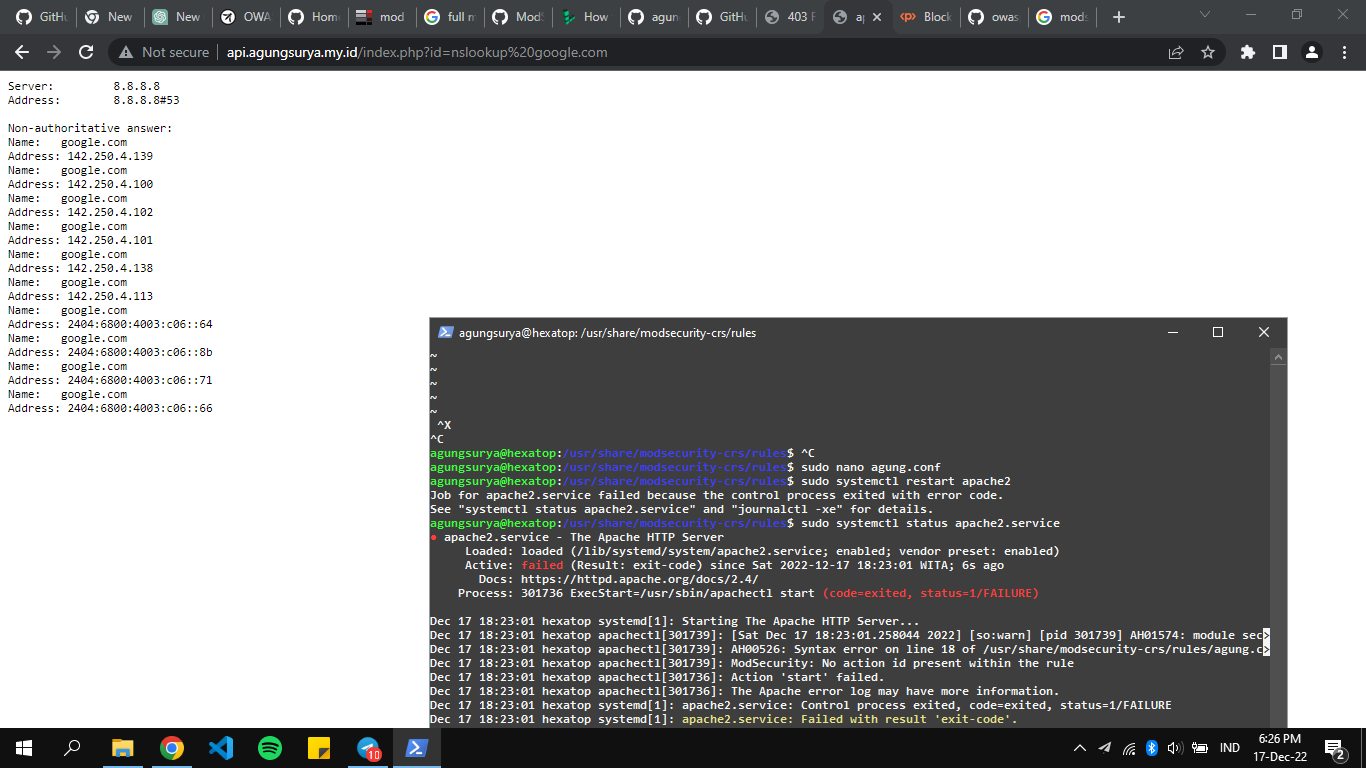 GitHu
New
New
OWA
Home
mod
full m
ModS
How
agun
GitHu
403 F
ap
Block
owas
mods
Not secure
api.agungsurya.my.id/index.php?id=nslookup%20google.com
Server:         8.8.8.8
Address:        8.8.8.8#53
Non-authoritative answer:
Name:   google.com
Address: 142.250.4.139
Name:   google.com
Address: 142.250.4.100
Name:   google.com
Address: 142.250.4.102
Name:   google.com
Address: 142.250.4.101
Name:   google.com
Address: 142.250.4.138
Name:   google.com
Address: 142.250.4.113
Name:   google.com
Address: 2404:6800:4003:c06::64
Name:   google.com
Address: 2404:6800:4003:c06::8b
Name:   google.com
Address: 2404:6800:4003:c06::71
Name:   google.com
Address: 2404:6800:4003:c06::66
agungsurya@hexatop: /usr/share/modsecurity-crs/rules
~
~
~
~
~
^X
^C
agungsurya@hexatop:/usr/share/modsecurity-crs/rules$ ^C
agungsurya@hexatop:/usr/share/modsecurity-crs/rules$ sudo nano agung.conf
agungsurya@hexatop:/usr/share/modsecurity-crs/rules$ sudo systemctl restart apache2
Job for apache2.service failed because the control process exited with error code.
See "systemctl status apache2.service" and "journalctl -xe" for details.
agungsurya@hexatop:/usr/share/modsecurity-crs/rules$ sudo systemctl status apache2.service
● apache2.service - The Apache HTTP Server
Loaded: loaded (/lib/systemd/system/apache2.service; enabled; vendor preset: enabled)
Active: failed (Result: exit-code) since Sat 2022-12-17 18:23:01 WITA; 6s ago
Docs: https://httpd.apache.org/docs/2.4/
Process: 301736 ExecStart=/usr/sbin/apachectl start (code=exited, status=1/FAILURE)
Dec 17 18:23:01 hexatop systemd[1]: Starting The Apache HTTP Server...
Dec 17 18:23:01 hexatop apachectl[301739]: [Sat Dec 17 18:23:01.258044 2022] [so:warn] [pid 301739] AH01574: module sec>
Dec 17 18:23:01 hexatop apachectl[301739]: AH00526: Syntax error on line 18 of /usr/share/modsecurity-crs/rules/agung.c>
Dec 17 18:23:01 hexatop apachectl[301739]: ModSecurity: No action id present within the rule
Dec 17 18:23:01 hexatop apachectl[301736]: Action 'start' failed.
Dec 17 18:23:01 hexatop apachectl[301736]: The Apache error log may have more information.
Dec 17 18:23:01 hexatop systemd[1]: apache2.service: Control process exited, code=exited, status=1/FAILURE
Dec 17 18:23:01 hexatop systemd[1]: apache2.service: Failed with result 'exit-code'.
10
IND
6:26 PM
17-Dec-22
2